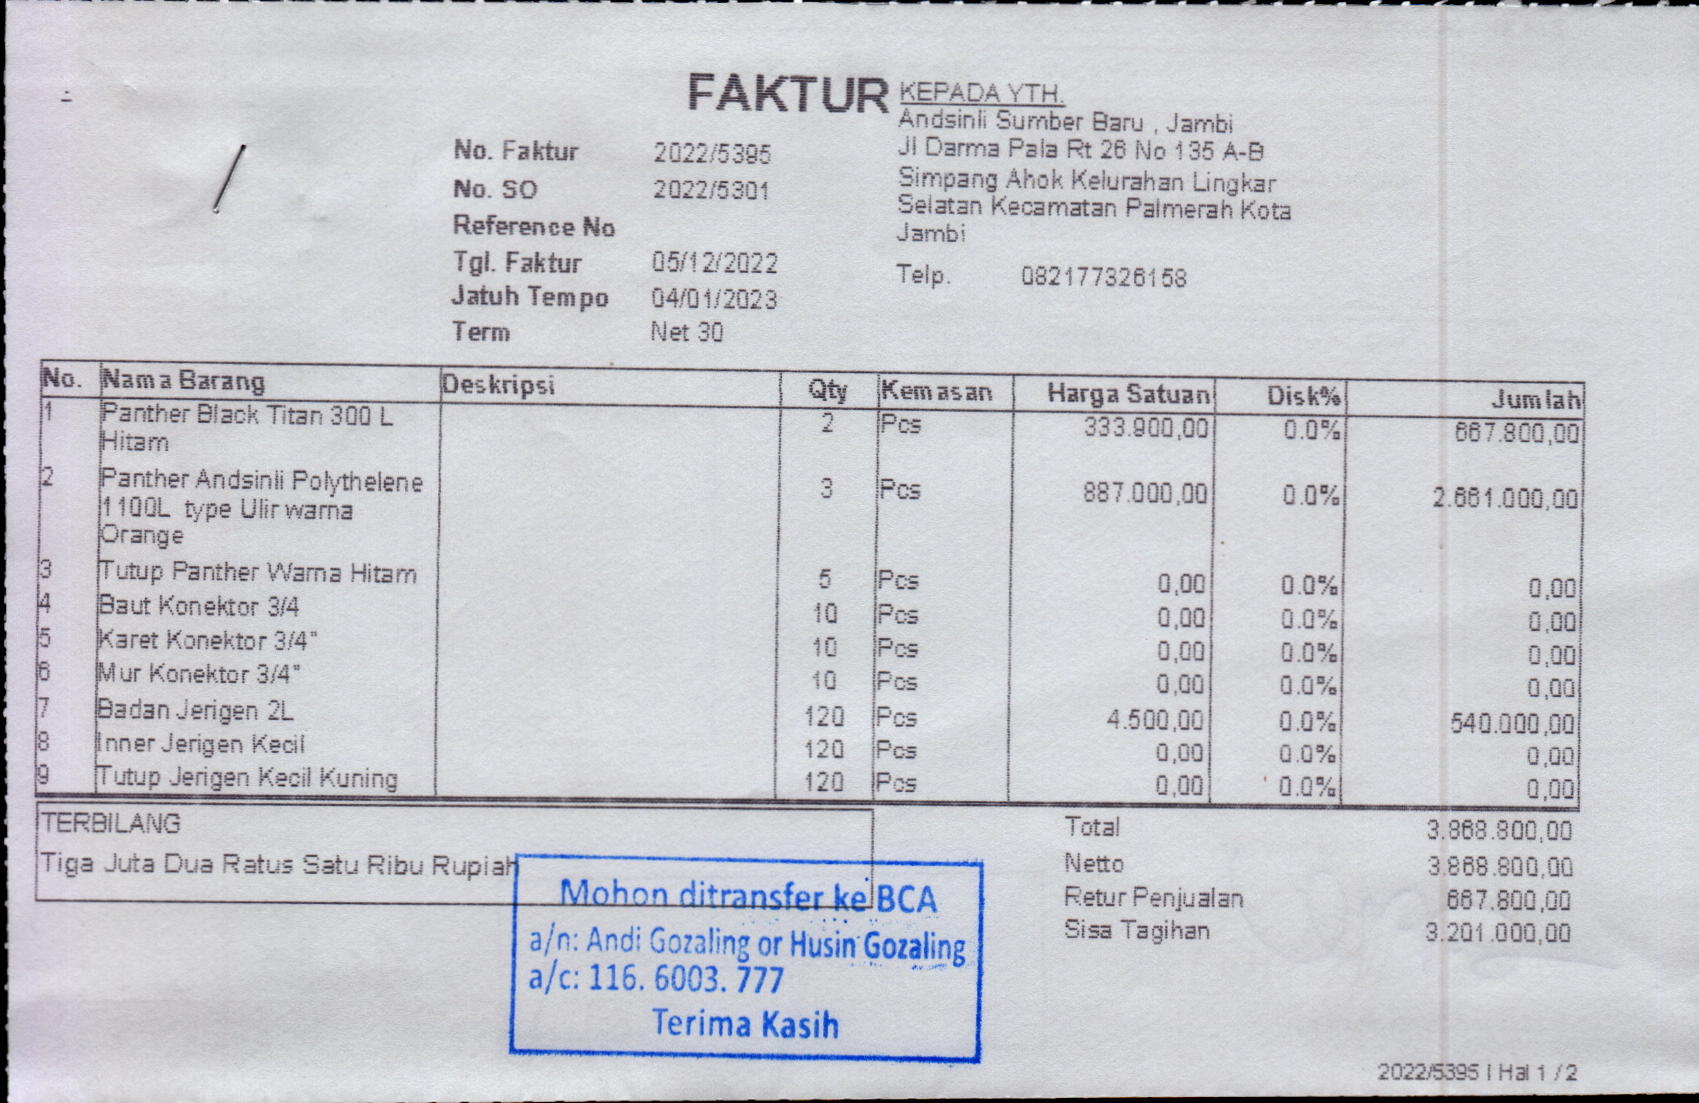 FAKTUR
KEPADA YTH.
Andsinli Sumber Baru , Jambi
Jl Darma Pala Rt 26 No 135 A-B
Simpang Ahok Kelurahan Lingkar
Selatan Kecamatan Palmerah Kota
Jambi
Telp. 082177326158
No. Faktur 2022/5395
No. SO 2022/5301
Reference No
Tgl. Faktur 05/12/2022
Jatuh Tempo 04/01/2023
Term Net 30
No. Nama Barang Deskripsi Qty Kemasan Harga Satuan Disk% Jumlah
1 Panther Black Titan 300 L 2 Pcs 333.900,00 0.0% 667.800,00
Hitam
2 Panther Andsinli Polythelene 3 Pcs 887.000,00 0.0% 2.661.000,00
1100L type Ulir warna
Orange
3 Tutup Panther Warna Hitam 5 Pcs 0,00 0.0% 0,00
4 Baut Konektor 3/4 10 Pcs 0,00 0.0% 0,00
5 Karet Konektor 3/4" 10 Pcs 0,00 0.0% 0,00
6 Mur Konektor 3/4" 10 Pcs 0,00 0.0% 0,00
7 Badan Jerigen 2L 120 Pcs 4.500,00 0.0% 540.000,00
8 Inner Jerigen Kecil 120 Pcs 0,00 0.0% 0,00
9 Tutup Jerigen Kecil Kuning 120 Pcs 0,00 0.0% 0,00
TERBILANG
Tiga Juta Dua Ratus Satu Ribu Rupiah
Total 3.868.800,00
Netto 3.868.800,00
Retur Penjualan 667.800,00
Sisa Tagihan 3.201.000,00
Mohon ditransfer ke BCA
a/n: Andi Gozaling or Husin Gozaling
a/c: 116. 6003. 777
Terima Kasih
2022/5395 | Hal 1 / 2